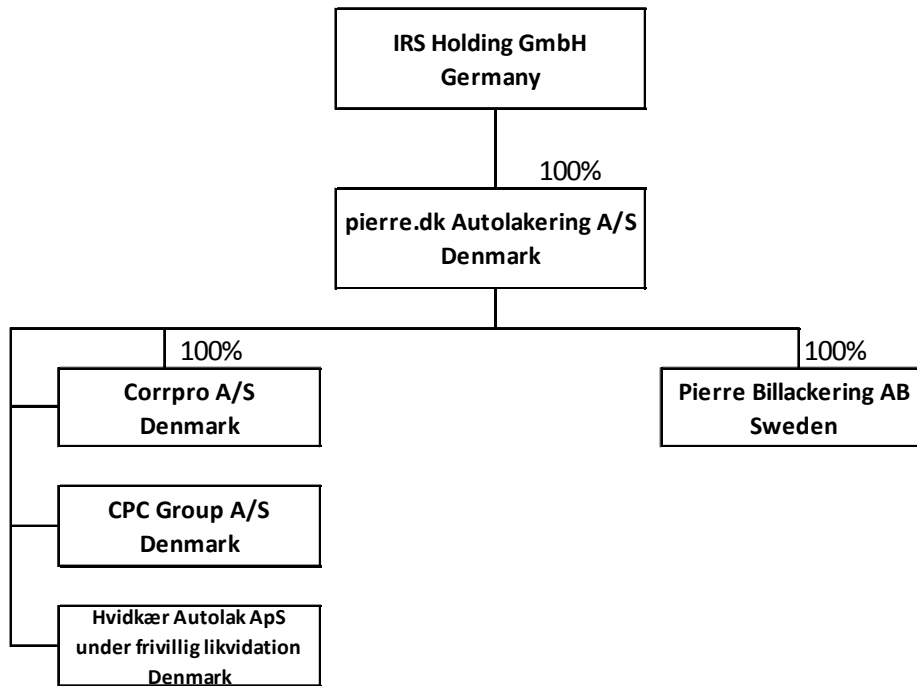 IRS Holding GmbH
Germany
100%
pierre.dk Autolakering A/S
Denmark
100%
Corrpro A/S
Denmark
100%
Pierre Billackering AB
Sweden
CPC Group A/S
Denmark
Hvidkær Autolak ApS
under frivillig likvidation
Denmark